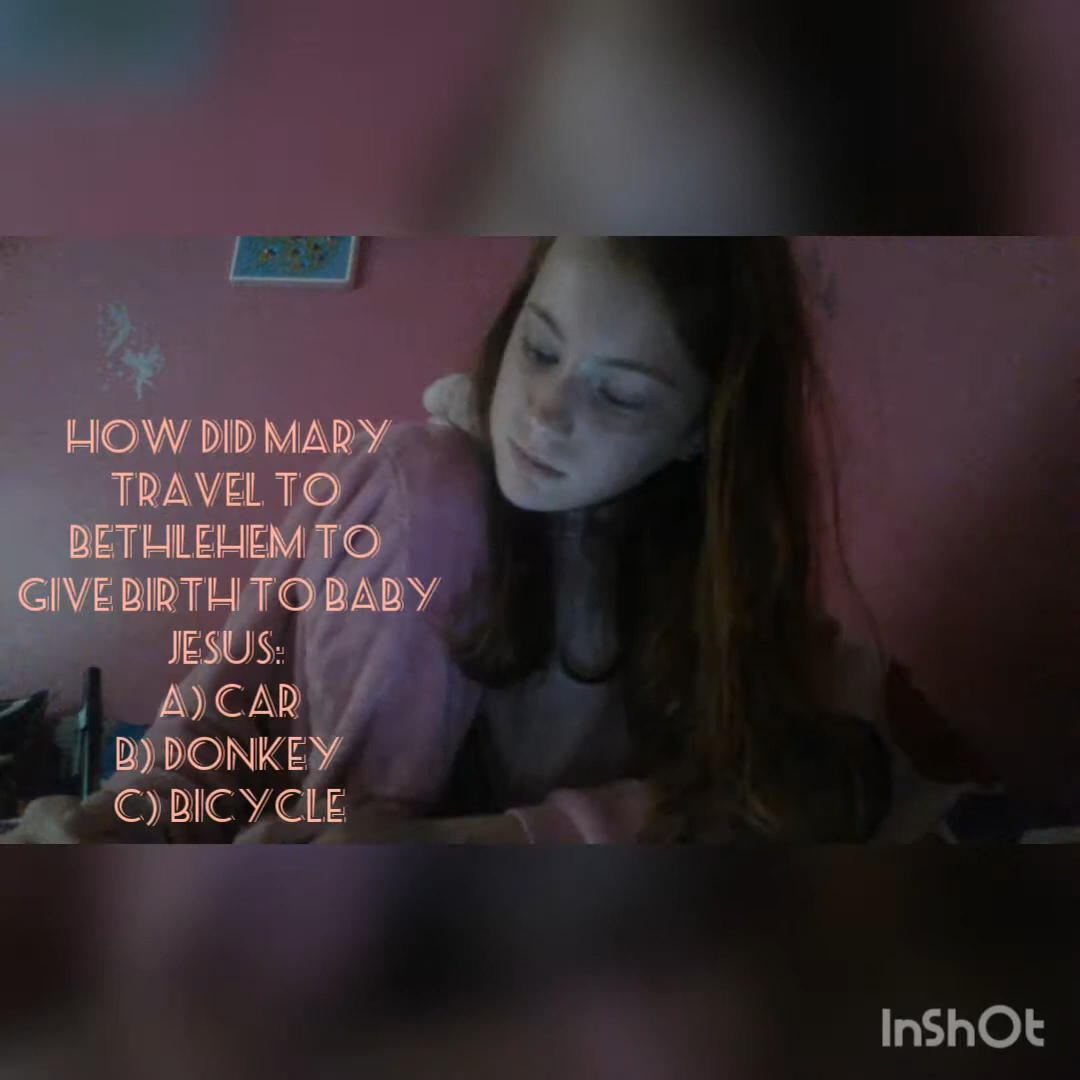 HOW DID MARY
TRAVEL TO
BETHLEHEM TO
GIVE BIRTH TO BABY
JESUS:
A) CAR
B) DONKEY
C) BICYCLE
InShOt